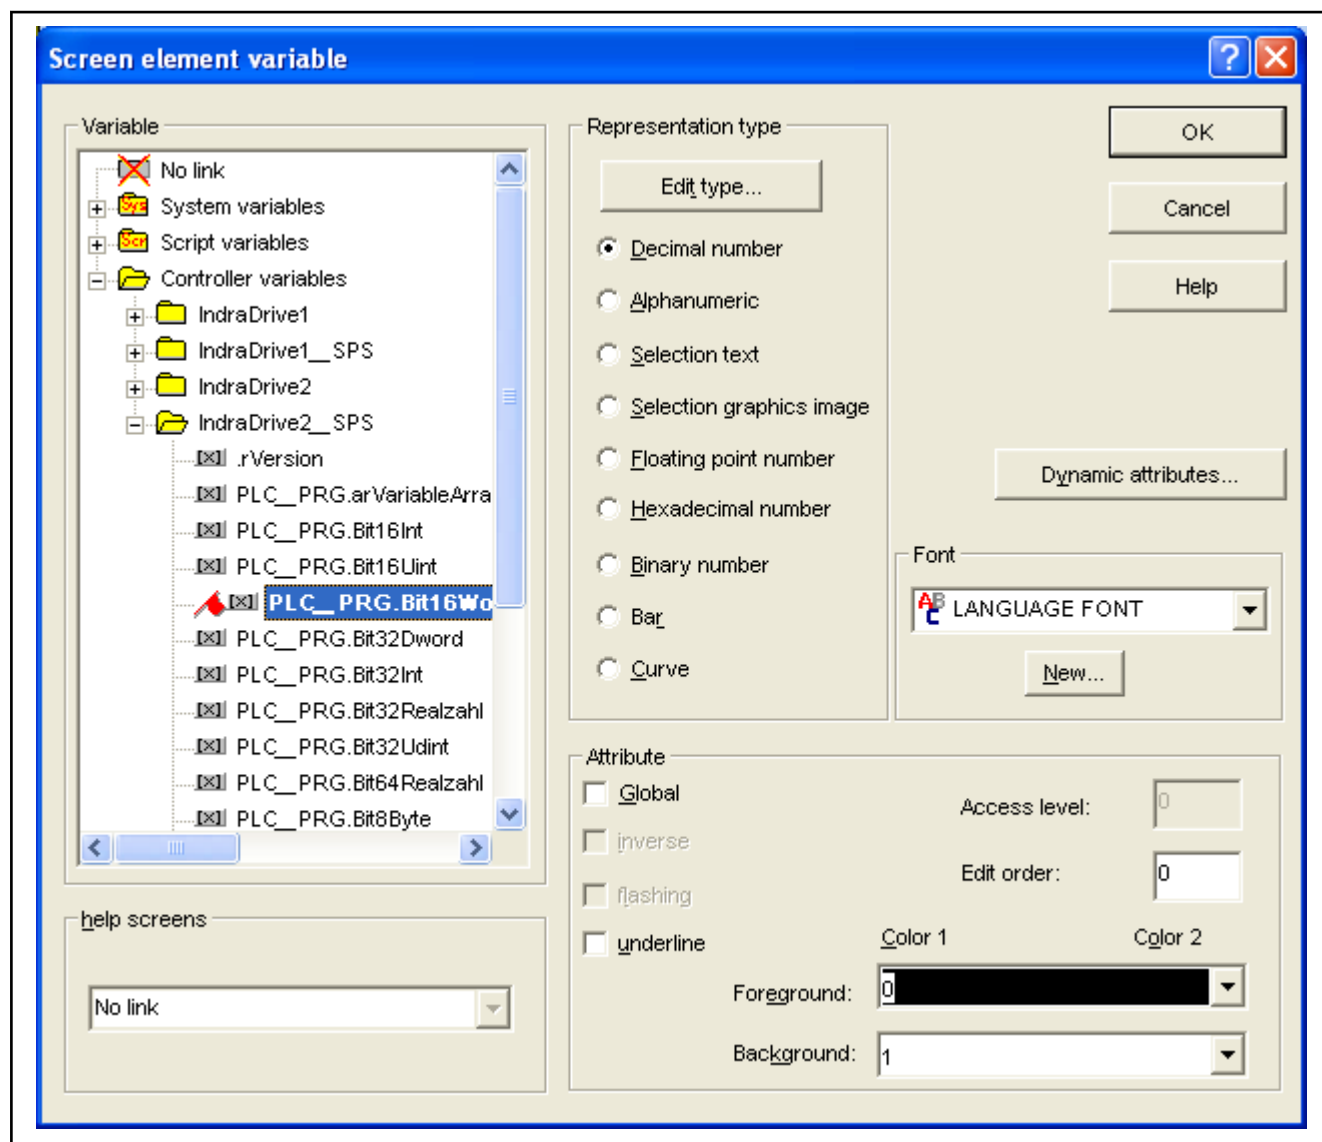 Screen element variable
Variable
No link
System variables
Script variables
Controller variables
IndraDrive1
IndraDrive1__SPS
IndraDrive2
IndraDrive2__SPS
.rVersion
PLC__PRG.arVariableArra
PLC__PRG.Bit16Int
PLC__PRG.Bit16Uint
PLC__PRG.Bit16Wo
PLC__PRG.Bit32Dword
PLC__PRG.Bit32Int
PLC__PRG.Bit32Realzahl
PLC__PRG.Bit32Udint
PLC__PRG.Bit64Realzahl
PLC__PRG.Bit8Byte
help screens
No link
Representation type
Edit type...
Decimal number
Alphanumeric
Selection text
Selection graphics image
Floating point number
Hexadecimal number
Binary number
Bar
Curve
OK
Cancel
Help
Dynamic attributes...
Font
ABC LANGUAGE FONT
New...
Attribute
Global
inverse
flashing
underline
Access level: 0
Edit order: 0
Color 1 Color 2
Foreground: 0
Background: 1